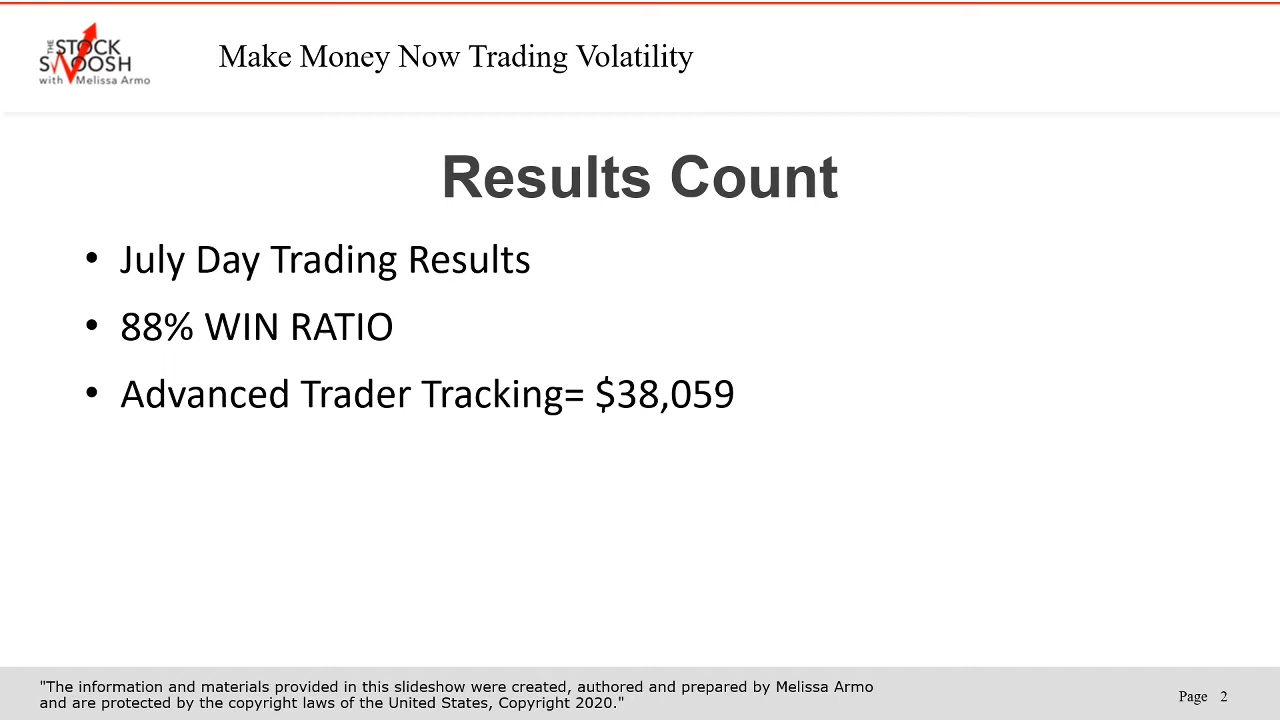 THE
STOCK
SWOOSH
with Melissa Armo
Make Money Now Trading Volatility
Results Count
• July Day Trading Results
• 88% WIN RATIO
• Advanced Trader Tracking= $38,059
"The information and materials provided in this slideshow were created, authored and prepared by Melissa Armo
and are protected by the copyright laws of the United States, Copyright 2020."
Page 2